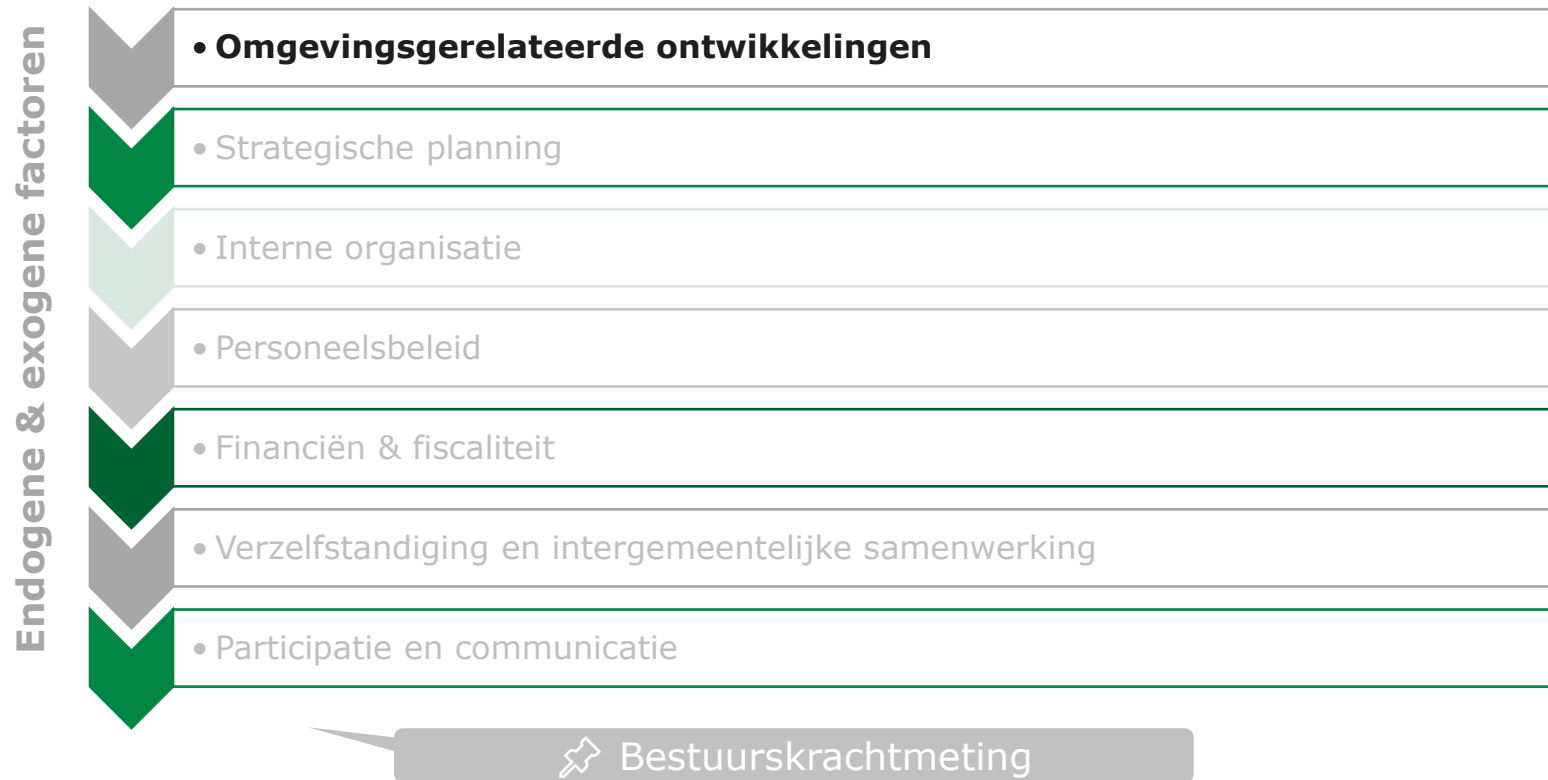 Endogene & exogene factoren
• Omgevingsgerelateerde ontwikkelingen
• Strategische planning
• Interne organisatie
• Personeelsbeleid
• Financiën & fiscaliteit
• Verzelfstandiging en intergemeentelijke samenwerking
• Participatie en communicatie
Bestuurskrachtmeting